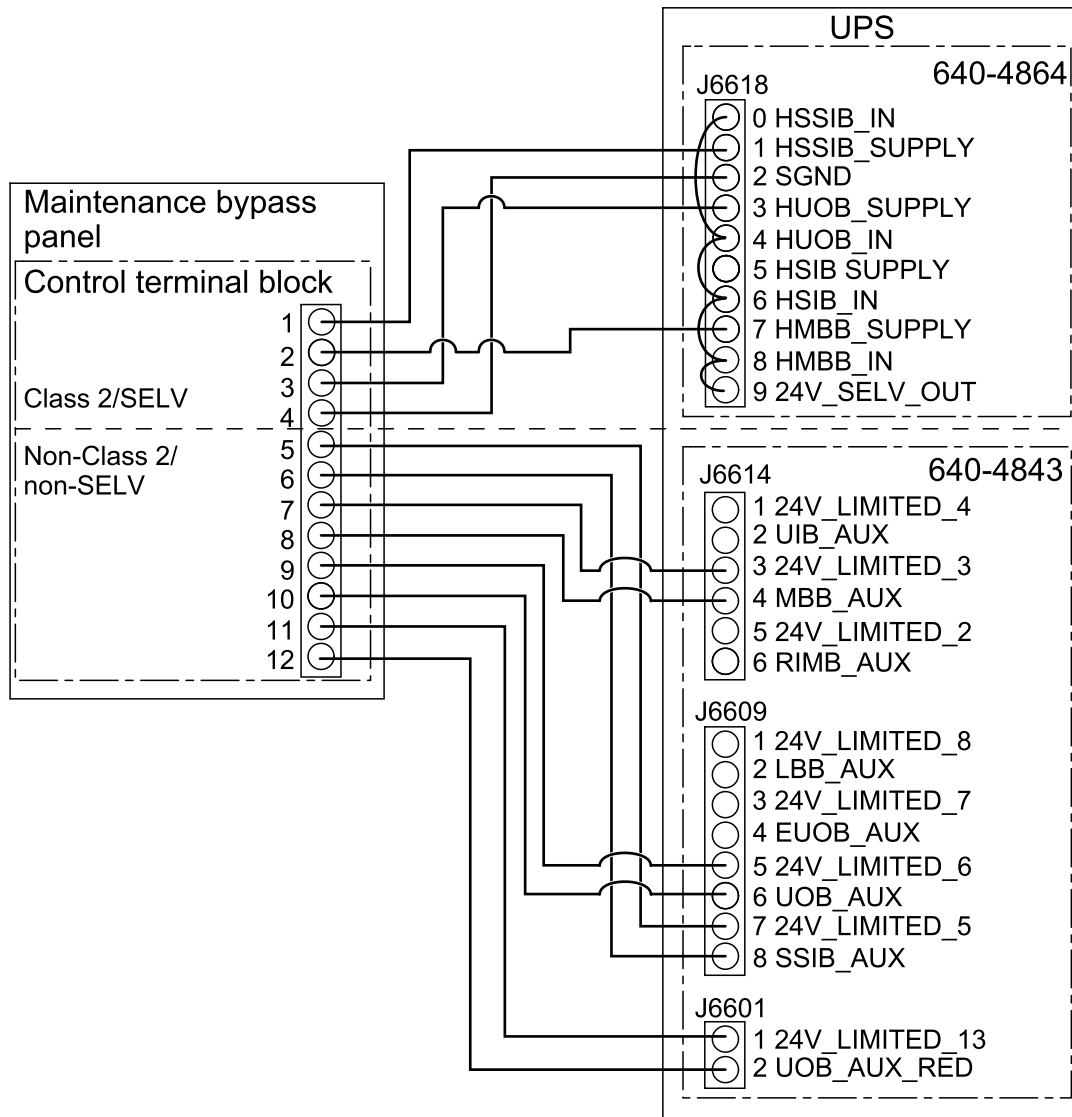 UPS
640-4864
J6618
0 HSSIB_IN
1 HSSIB_SUPPLY
2 SGND
3 HUOB_SUPPLY
4 HUOB_IN
5 HSIB SUPPLY
6 HSIB_IN
7 HMBB_SUPPLY
8 HMBB_IN
9 24V_SELV_OUT
Maintenance bypass
panel
Control terminal block
1
2
3
4
5
6
7
8
9
10
11
12
Class 2/SELV
Non-Class 2/
non-SELV
640-4843
J6614
1 24V_LIMITED_4
2 UIB_AUX
3 24V_LIMITED_3
4 MBB_AUX
5 24V_LIMITED_2
6 RIMB_AUX
J6609
1 24V_LIMITED_8
2 LBB_AUX
3 24V_LIMITED_7
4 EUOB_AUX
5 24V_LIMITED_6
6 UOB_AUX
7 24V_LIMITED_5
8 SSIB_AUX
J6601
1 24V_LIMITED_13
2 UOB_AUX_RED